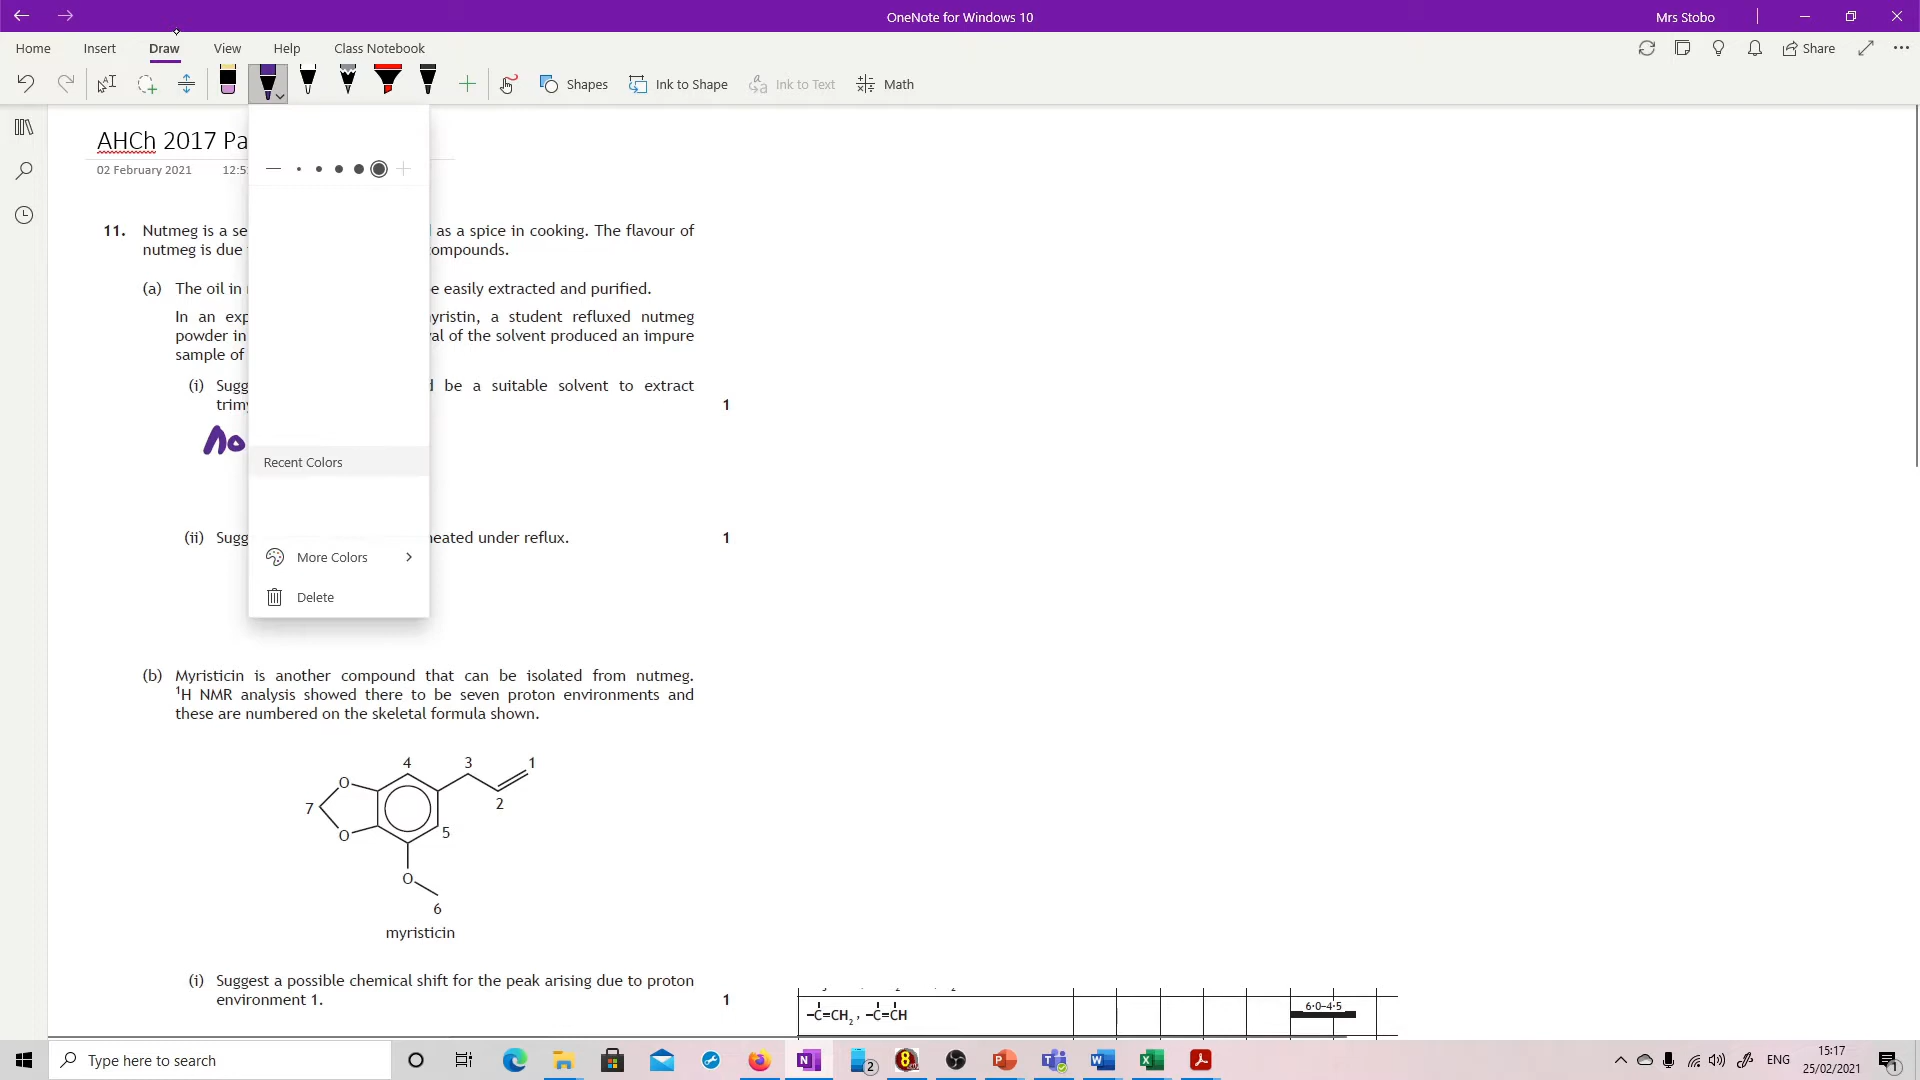 OneNote for Windows 10
Mrs Stobo
Home Insert Draw View Help Class Notebook
Share
Shapes Ink to Shape Ink to Text Math
AHCh 2017 Pa
02 February 2021 12:5
Recent Colors
More Colors
Delete
11. Nutmeg is a se as a spice in cooking. The flavour of
nutmeg is due ompounds.
(a) The oil in e easily extracted and purified.
In an exp yristin, a student refluxed nutmeg
powder in val of the solvent produced an impure
sample of
(i) Sugg be a suitable solvent to extract
trimy 1
no
(ii) Sugg heated under reflux. 1
(b) Myristicin is another compound that can be isolated from nutmeg.
¹H NMR analysis showed there to be seven proton environments and
these are numbered on the skeletal formula shown.
4 3 1
O
7 2
O 5
O
6
myristicin
(i) Suggest a possible chemical shift for the peak arising due to proton
environment 1. 1
–C=CH₂, –C=CH 6·0–4·5
Type here to search
2
8
ENG
15:17
25/02/2021
1